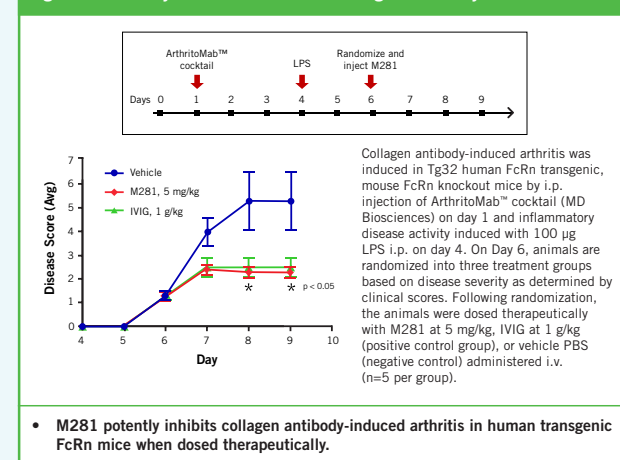 ArthritoMab™
cocktail
LPS
Randomize and
inject M281
Days 0 1 2 3 4 5 6 7 8 9
Disease Score (Avg)
7
6
5
4
3
2
1
0
Vehicle
M281, 5 mg/kg
IVIG, 1 g/kg
* * p < 0.05
4 5 6 7 8 9 10
Day
Collagen antibody-induced arthritis was
induced in Tg32 human FcRn transgenic,
mouse FcRn knockout mice by i.p.
injection of ArthritoMab™ cocktail (MD
Biosciences) on day 1 and inflammatory
disease activity induced with 100 µg
LPS i.p. on day 4. On Day 6, animals are
randomized into three treatment groups
based on disease severity as determined by
clinical scores. Following randomization,
the animals were dosed therapeutically
with M281 at 5 mg/kg, IVIG at 1 g/kg
(positive control group), or vehicle PBS
(negative control) administered i.v.
(n=5 per group).
• M281 potently inhibits collagen antibody-induced arthritis in human transgenic
FcRn mice when dosed therapeutically.